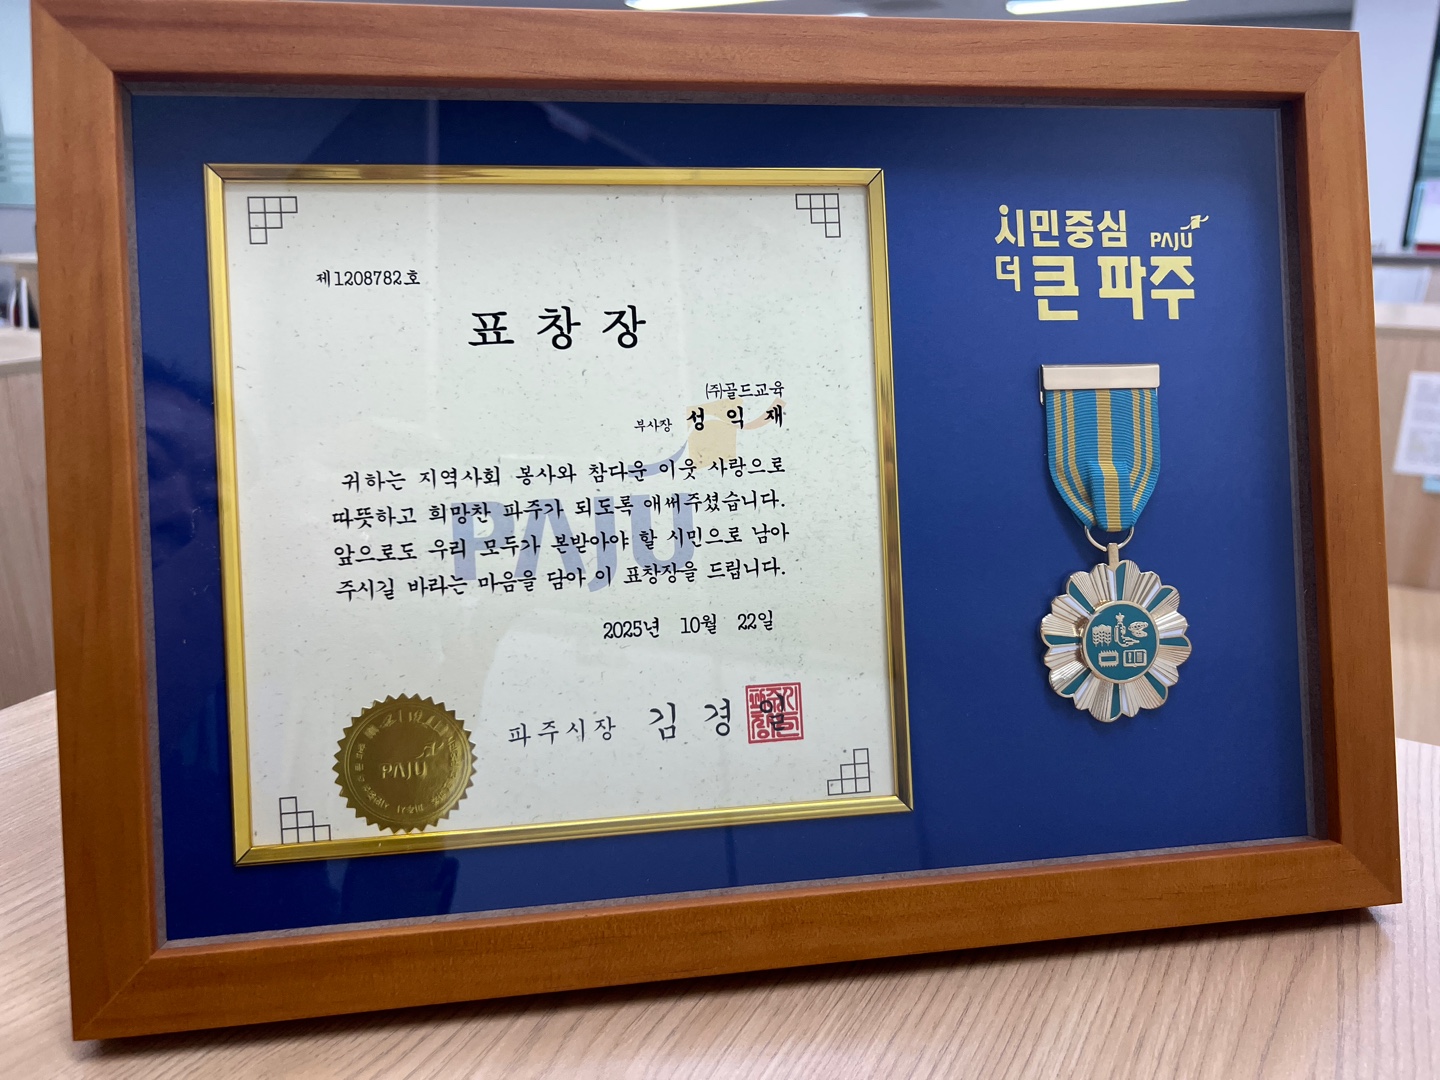 제1208782호
표창장
(주)골드교육
부사장 성익재
귀하는 지역사회 봉사와 참다운 이웃 사랑으로
따뜻하고 희망찬 파주가 되도록 애써주셨습니다.
앞으로도 우리 모두가 본받아야 할 시민으로 남아
주시길 바라는 마음을 담아 이 표창장을 드립니다.
2025년 10월 22일
파주시장 김경일
PAJU
PAJU
시민중심 PAJU
더 큰 파주